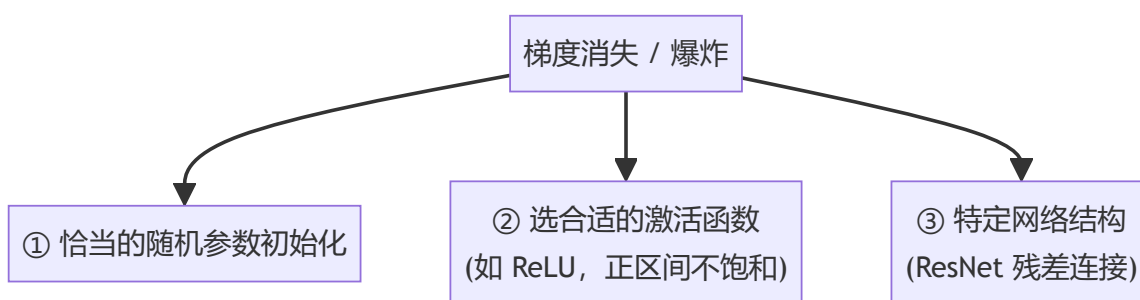 梯度消失 / 爆炸
① 恰当的随机参数初始化
② 选合适的激活函数
(如 ReLU，正区间不饱和)
③ 特定网络结构
(ResNet 残差连接)